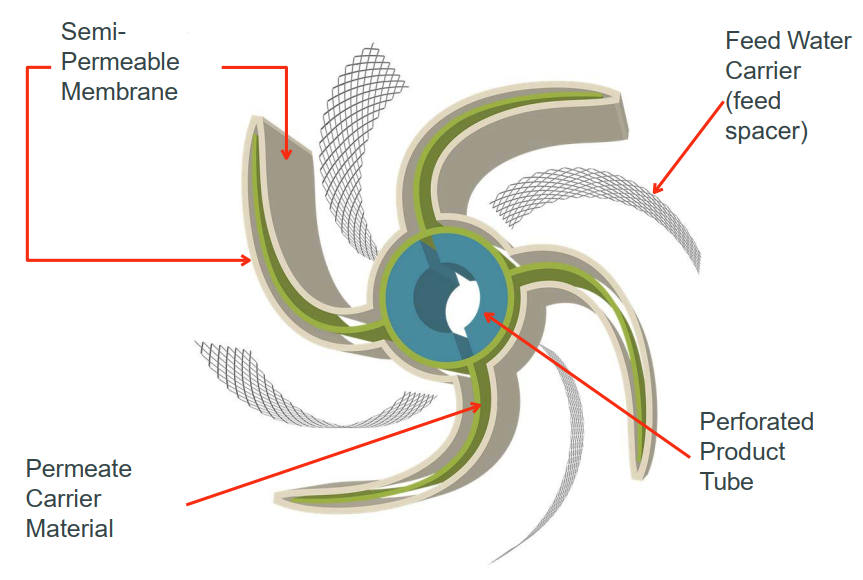 Semi-
Permeable
Membrane
Feed Water
Carrier
(feed
spacer)
Perforated
Product
Tube
Permeate
Carrier
Material